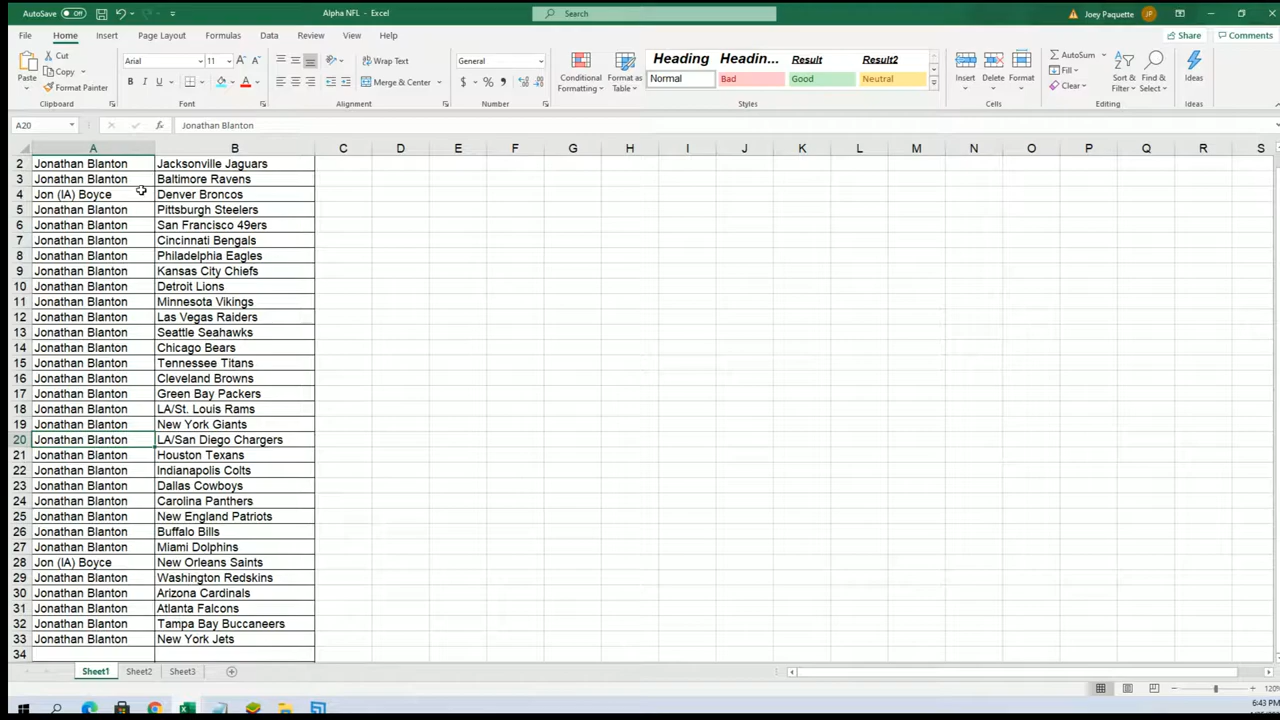 AutoSave Off
Alpha NFL - Excel
Search
Joey Paquette JP
File Home Insert Page Layout Formulas Data Review View Help
Share Comments
Paste Cut Copy Format Painter
Arial 11
B I U
Wrap Text
Merge & Center
General
$ % ,
Conditional Formatting
Format as Table
Heading Headin... Result Result2
Normal Bad Good Neutral
Insert Delete Format
AutoSum
Fill
Clear
Sort & Filter
Find & Select
Ideas
Clipboard Font Alignment Number Styles Cells Editing Ideas
A20 fx Jonathan Blanton
A B C D E F G H I J K L M N O P Q R S
2 Jonathan Blanton Jacksonville Jaguars
3 Jonathan Blanton Baltimore Ravens
4 Jon (IA) Boyce Denver Broncos
5 Jonathan Blanton Pittsburgh Steelers
6 Jonathan Blanton San Francisco 49ers
7 Jonathan Blanton Cincinnati Bengals
8 Jonathan Blanton Philadelphia Eagles
9 Jonathan Blanton Kansas City Chiefs
10 Jonathan Blanton Detroit Lions
11 Jonathan Blanton Minnesota Vikings
12 Jonathan Blanton Las Vegas Raiders
13 Jonathan Blanton Seattle Seahawks
14 Jonathan Blanton Chicago Bears
15 Jonathan Blanton Tennessee Titans
16 Jonathan Blanton Cleveland Browns
17 Jonathan Blanton Green Bay Packers
18 Jonathan Blanton LA/St. Louis Rams
19 Jonathan Blanton New York Giants
20 Jonathan Blanton LA/San Diego Chargers
21 Jonathan Blanton Houston Texans
22 Jonathan Blanton Indianapolis Colts
23 Jonathan Blanton Dallas Cowboys
24 Jonathan Blanton Carolina Panthers
25 Jonathan Blanton New England Patriots
26 Jonathan Blanton Buffalo Bills
27 Jonathan Blanton Miami Dolphins
28 Jon (IA) Boyce New Orleans Saints
29 Jonathan Blanton Washington Redskins
30 Jonathan Blanton Arizona Cardinals
31 Jonathan Blanton Atlanta Falcons
32 Jonathan Blanton Tampa Bay Buccaneers
33 Jonathan Blanton New York Jets
34
Sheet1 Sheet2 Sheet3
120%
6:43 PM